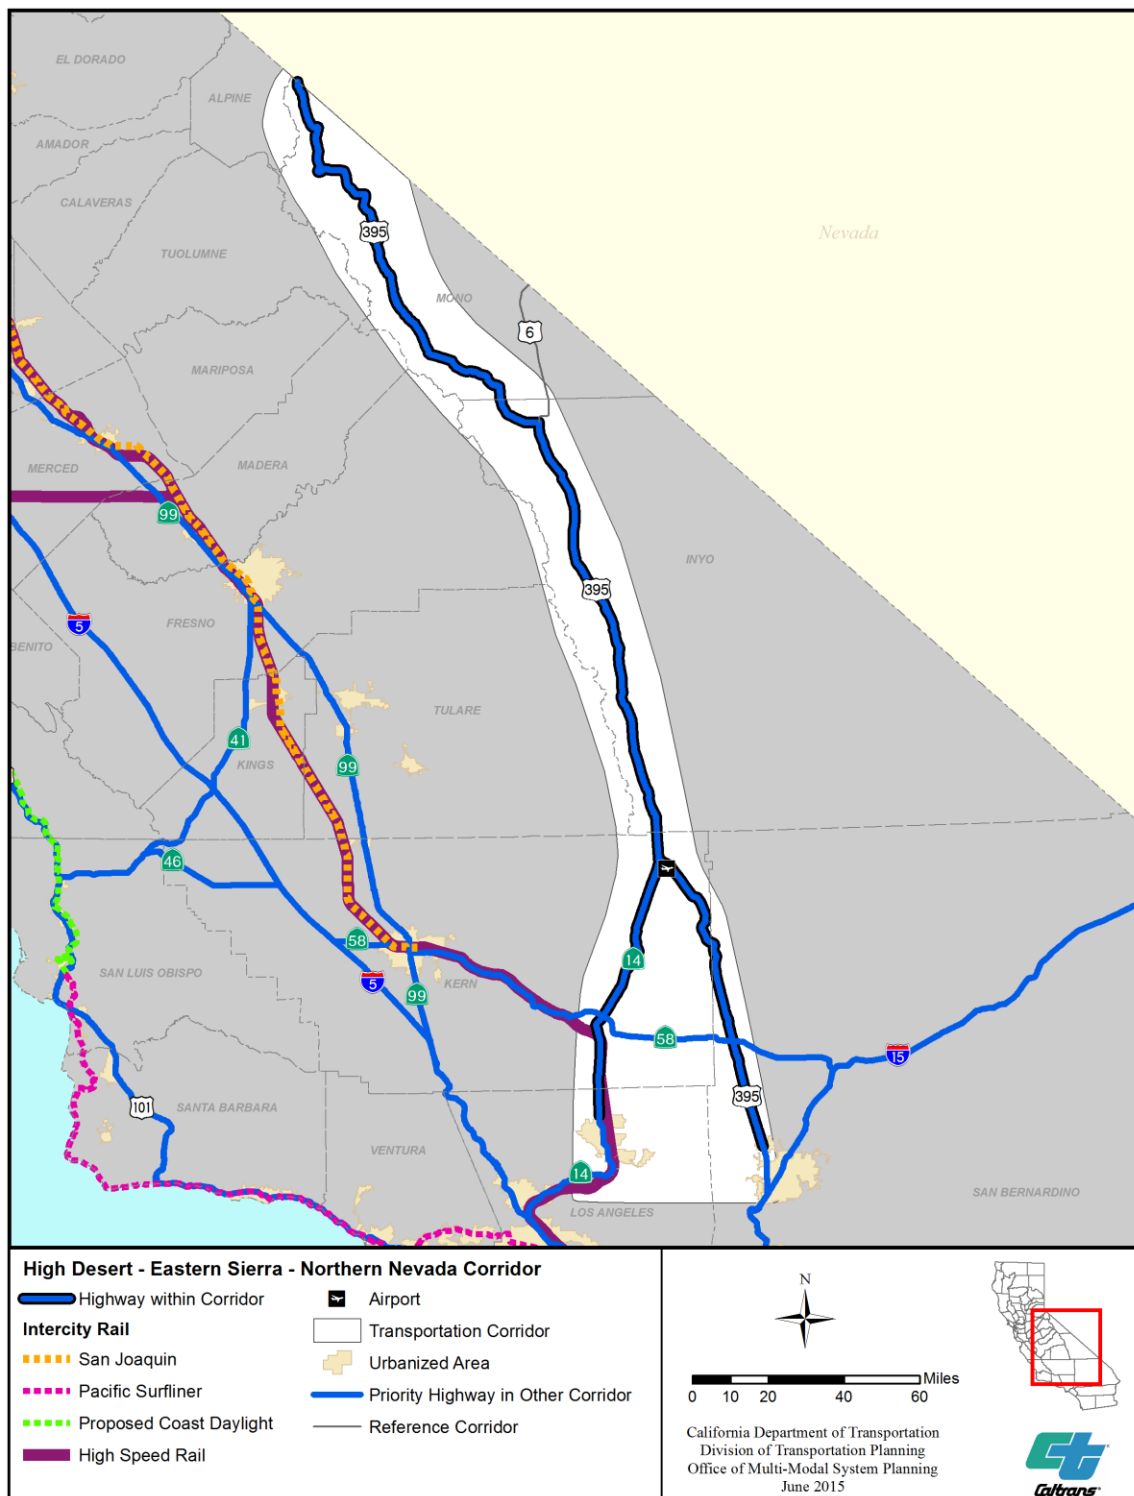 EL DORADO
ALPINE
AMADOR
CALAVERAS
395
Nevada
TUOLUMNE
MONO
6
MARIPOSA
MERCED
MADERA
99
INYO
395
5
FRESNO
BENITO
TULARE
41
KINGS
99
46
58
14
SAN LUIS OBISPO
5
KERN
99
58
15
101
SANTA BARBARA
395
VENTURA
14
SAN BERNARDINO
LOS ANGELES
High Desert - Eastern Sierra - Northern Nevada Corridor
Highway within Corridor
Airport
Intercity Rail
Transportation Corridor
San Joaquin
Urbanized Area
Pacific Surfliner
Priority Highway in Other Corridor
Proposed Coast Daylight
Reference Corridor
High Speed Rail
N
Miles
0 10 20 40 60
California Department of Transportation
Division of Transportation Planning
Office of Multi-Modal System Planning
June 2015
ct
Caltrans